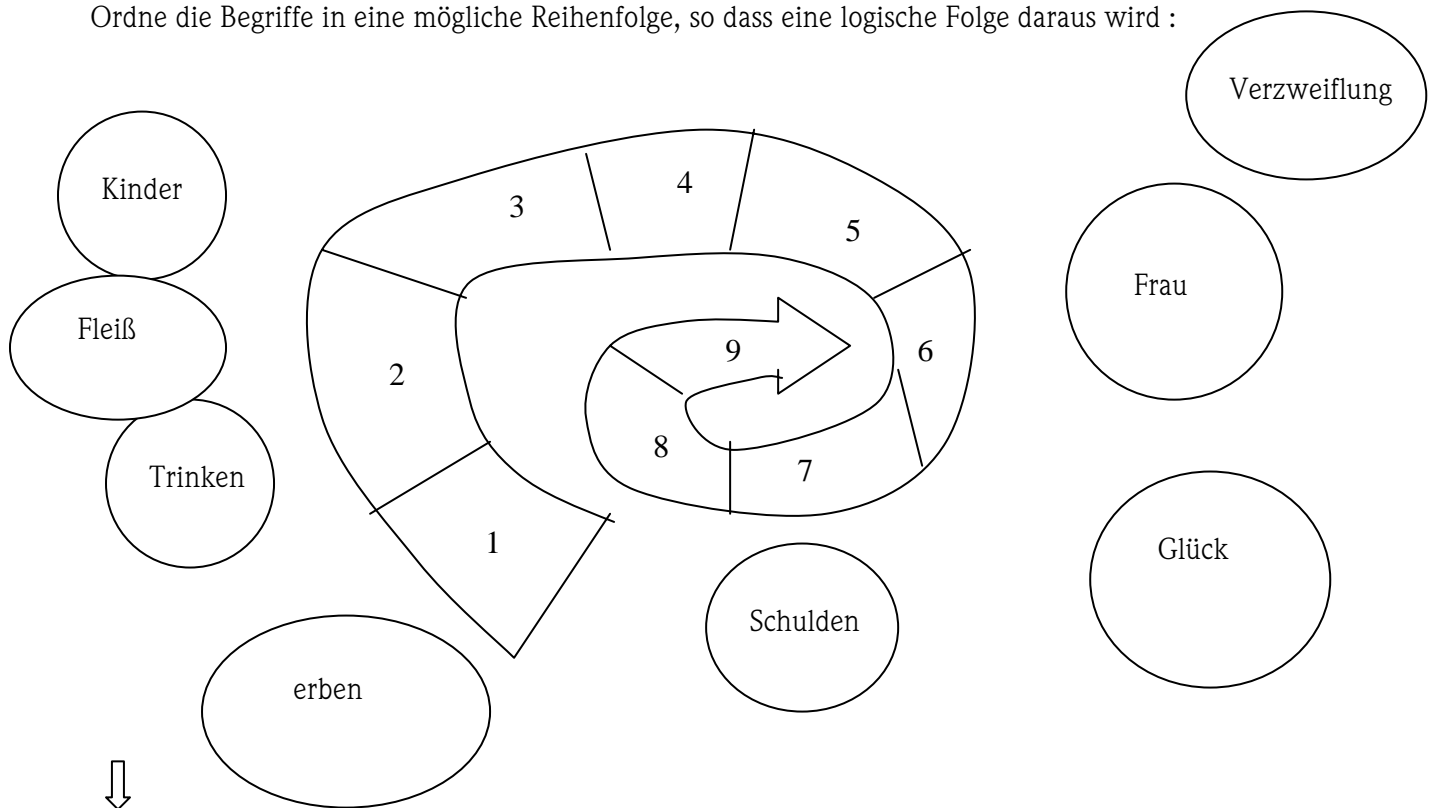 Ordne die Begriffe in eine mögliche Reihenfolge, so dass eine logische Folge daraus wird :
Verzweiflung
Kinder
4
3
5
Frau
Fleiß
9
6
2
8
7
Trinken
1
Glück
Schulden
erben